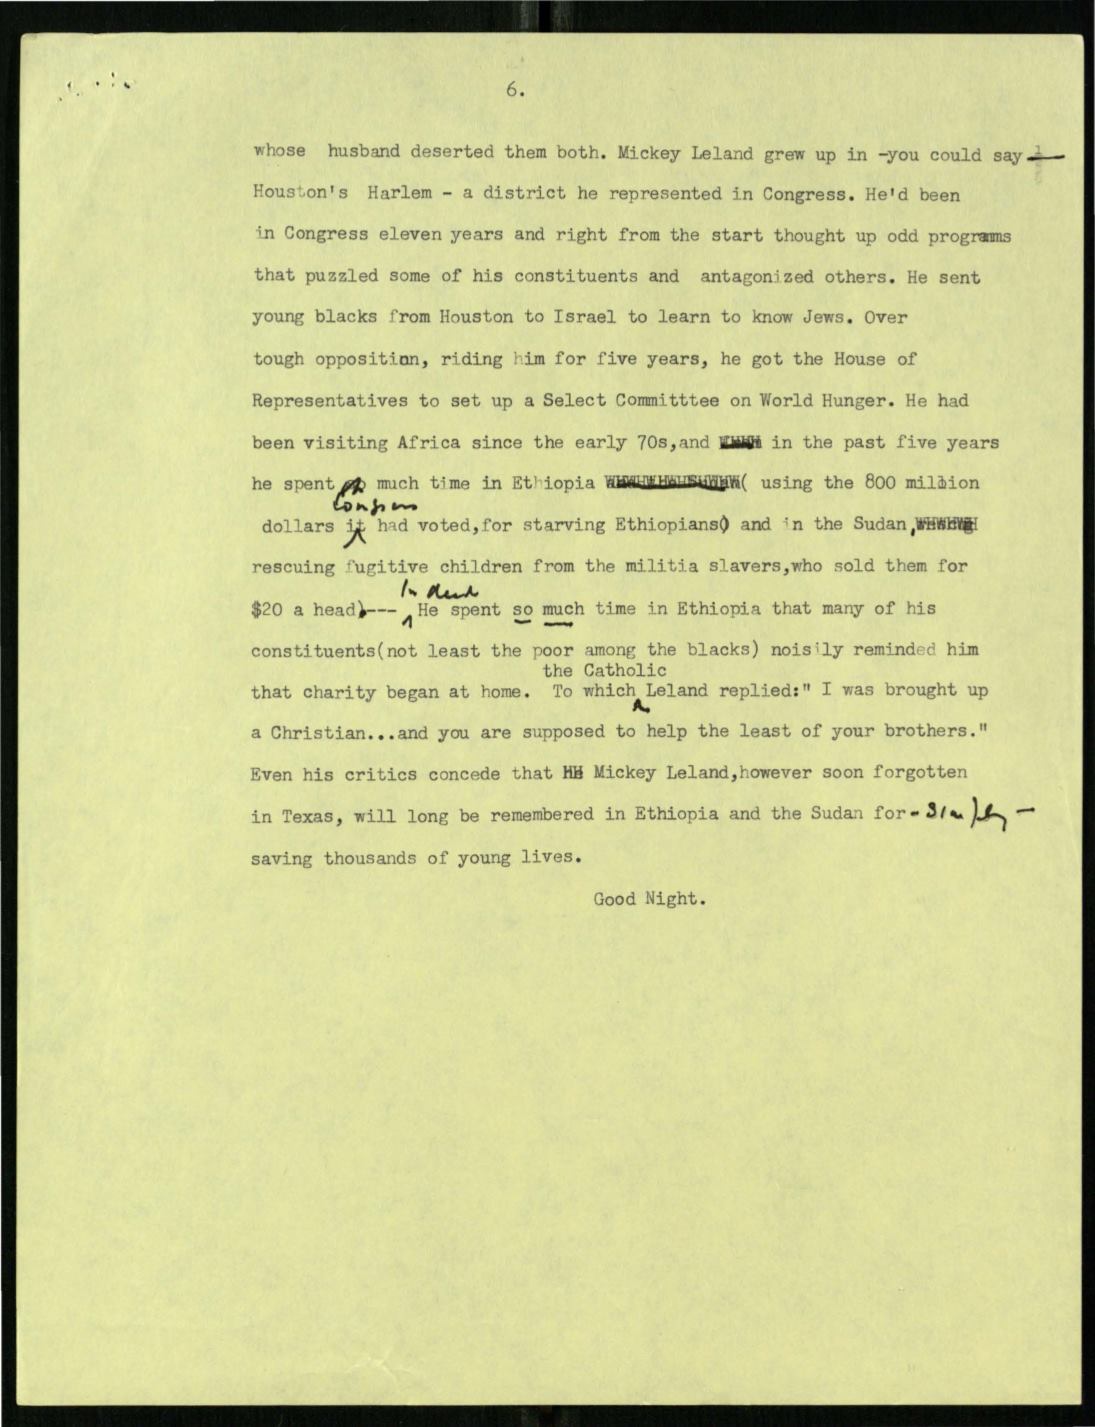 6.
whose husband deserted them both. Mickey Leland grew up in -you could say —
Houston's Harlem - a district he represented in Congress. He'd been
in Congress eleven years and right from the start thought up odd programs
that puzzled some of his constituents and antagonized others. He sent
young blacks from Houston to Israel to learn to know Jews. Over
tough opposition, riding him for five years, he got the House of
Representatives to set up a Select Committtee on World Hunger. He had
been visiting Africa since the early 70s,and in the past five years
he spent much time in Ethiopia ( using the 800 million
Congress
dollars it had voted,for starving Ethiopians) and in the Sudan,
rescuing fugitive children from the militia slavers,who sold them for
Indeed
$20 a head)--- He spent so much time in Ethiopia that many of his
constituents(not least the poor among the blacks) noisily reminded him
the Catholic
that charity began at home. To which Leland replied:" I was brought up
a Christian...and you are supposed to help the least of your brothers."
Even his critics concede that Mickey Leland,however soon forgotten
in Texas, will long be remembered in Ethiopia and the Sudan for - simply -
saving thousands of young lives.
Good Night.